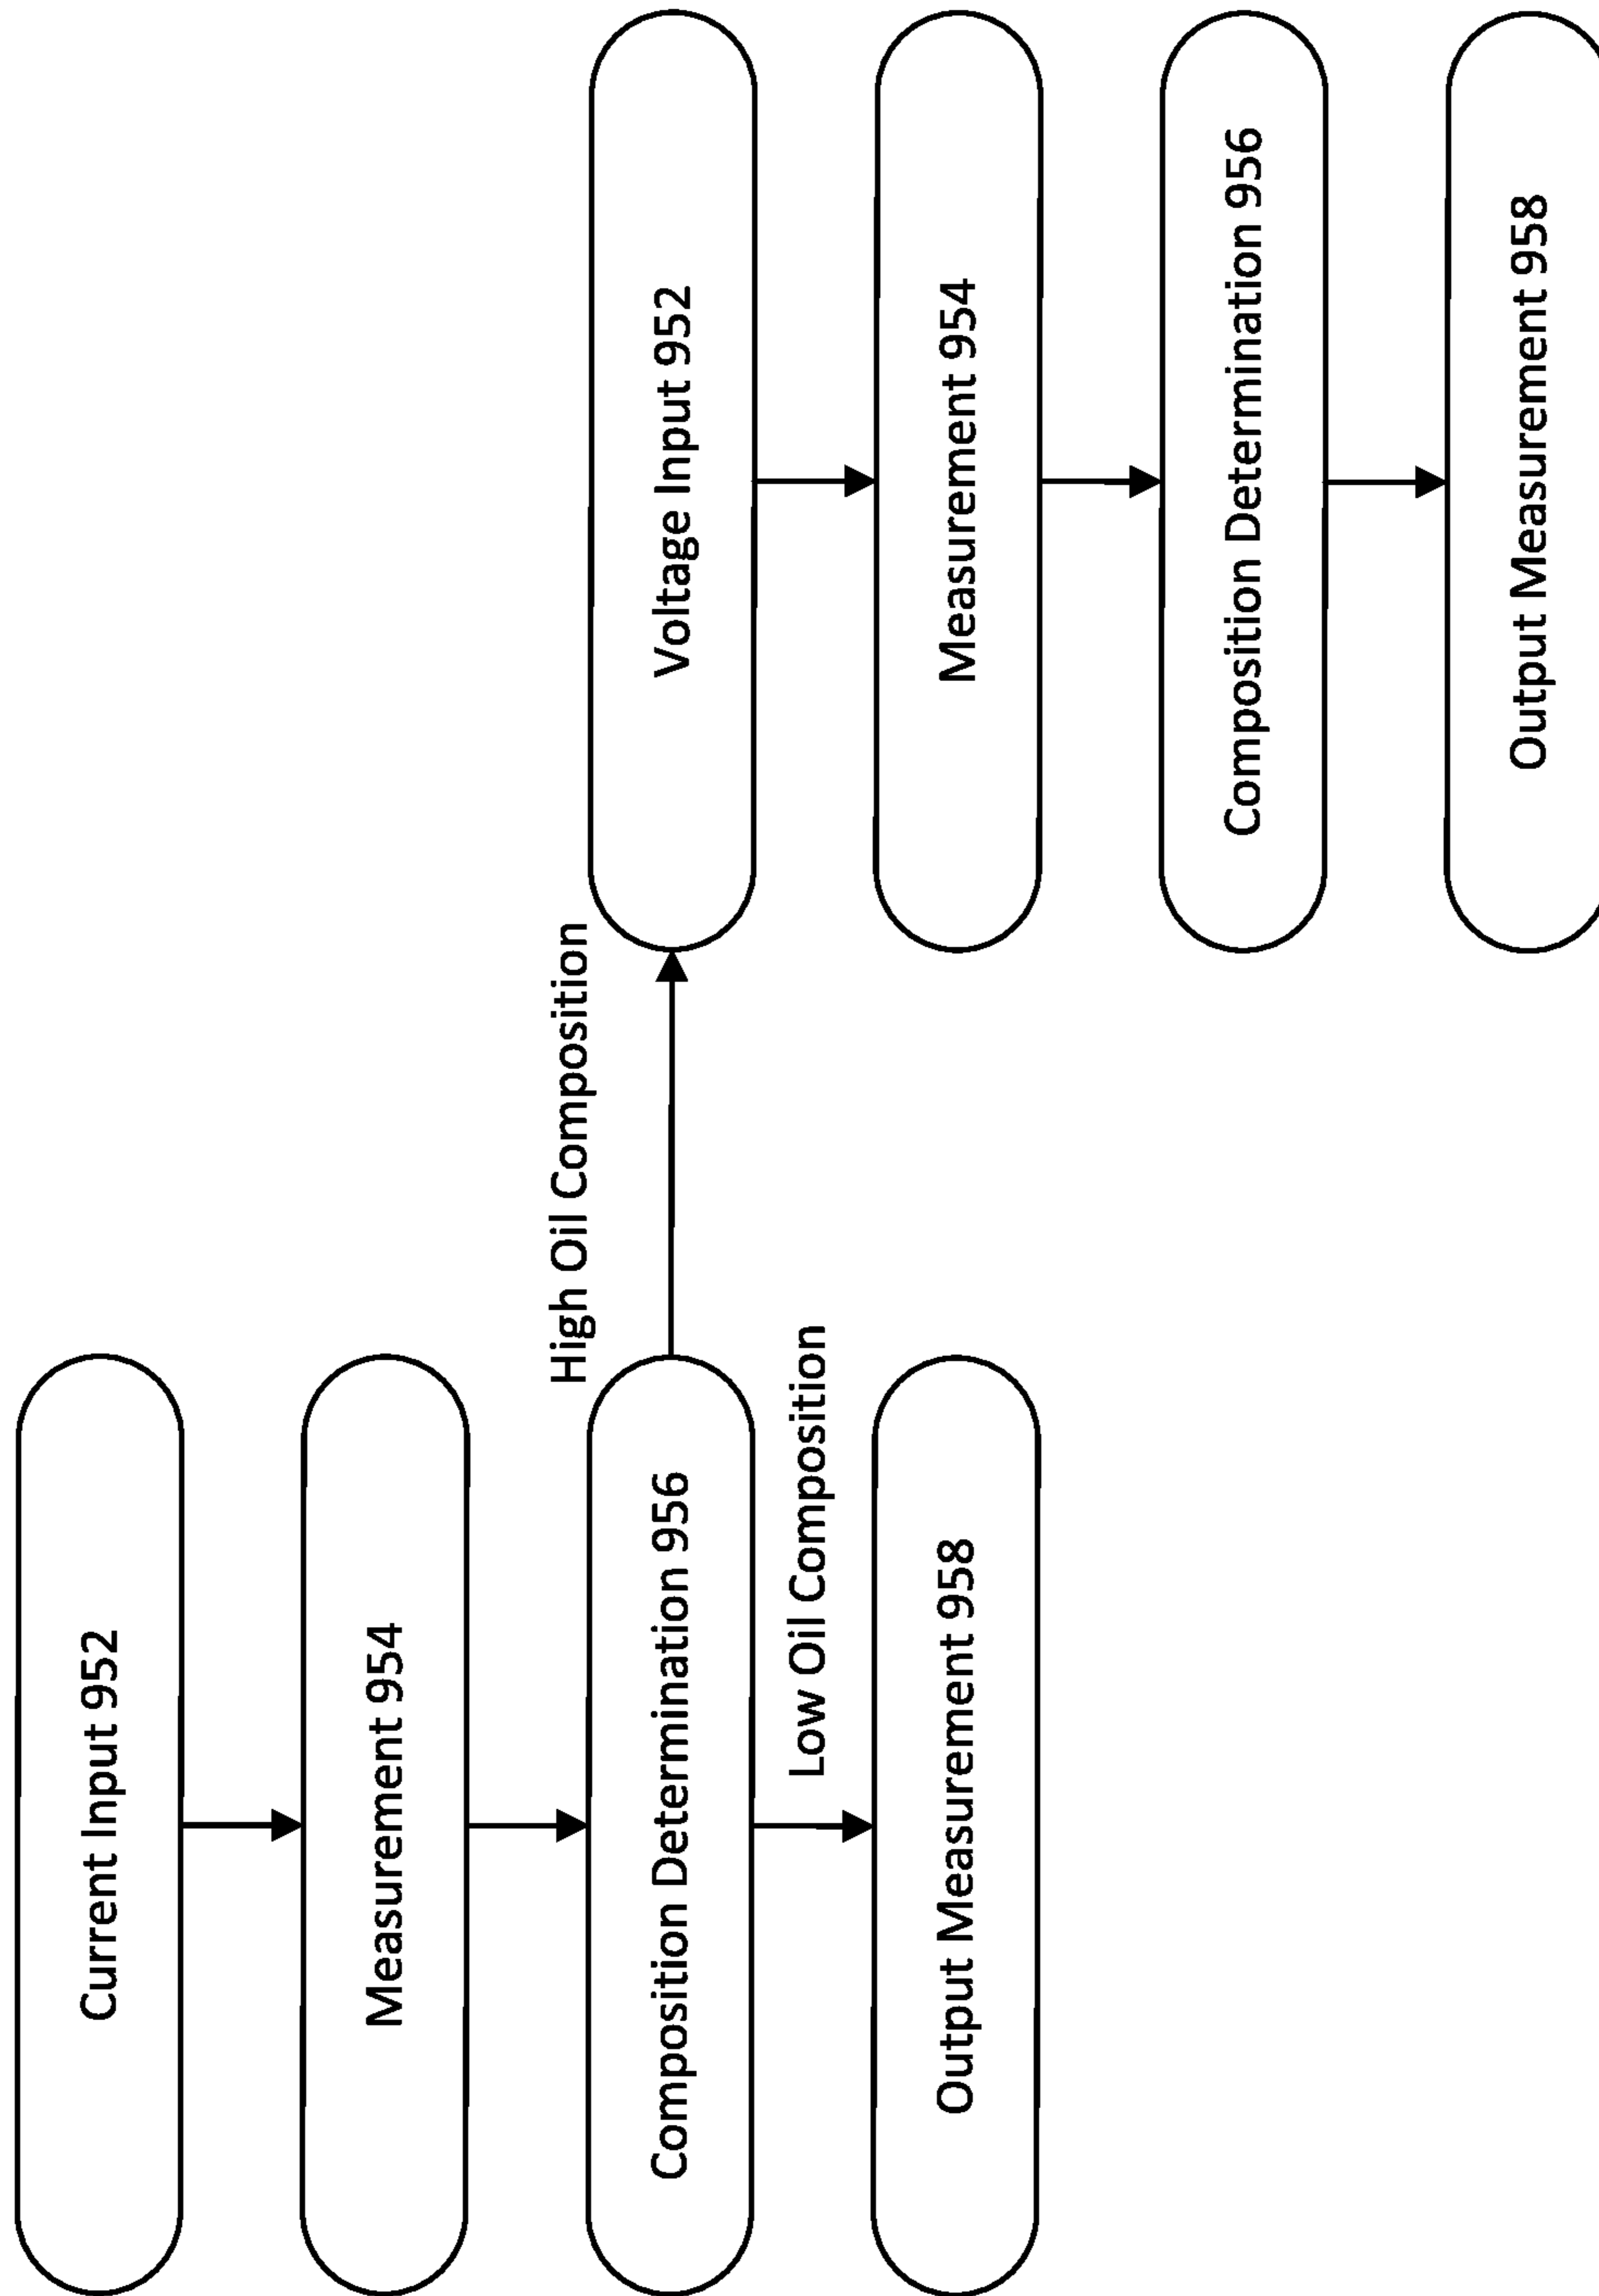 Current Input 952
Measurement 954
High Oil Composition
Composition Determination 956
Low Oil Composition
Output Measurement 958
Voltage Input 952
Measurement 954
Composition Determination 956
Output Measurement 958